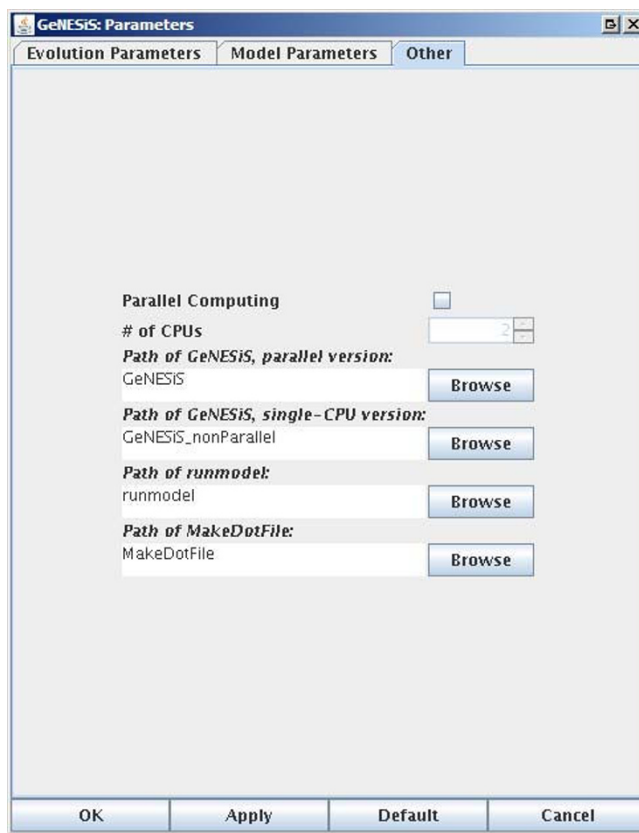 GeNESiS: Parameters
Evolution Parameters Model Parameters Other
Parallel Computing
# of CPUs 2
Path of GeNESiS, parallel version:
GeNESiS Browse
Path of GeNESiS, single-CPU version:
GeNESiS_nonParallel Browse
Path of runmodel:
runmodel Browse
Path of MakeDotFile:
MakeDotFile Browse
OK Apply Default Cancel